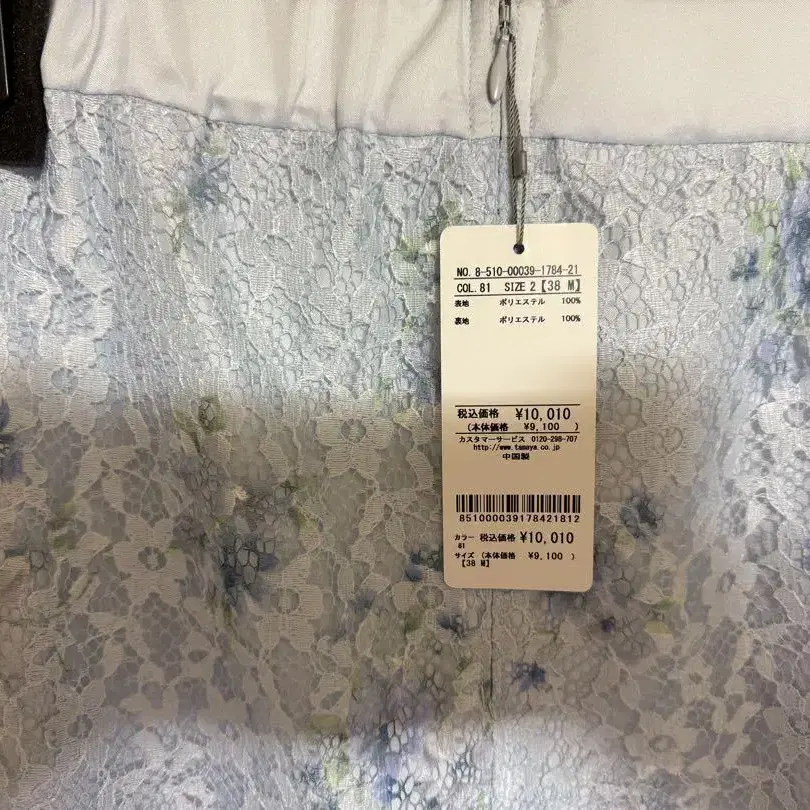 NO. 8-510-00039-1784-21
COL. 81 SIZE 2【38 M】
表地 ポリエステル 100%
裏地 ポリエステル 100%
税込価格 ¥10,010
(本体価格 ¥9,100 )
カスタマーサービス 0120-298-707
http://www.tamaya.co.jp
中国製
851000039178421812
カラー 税込価格 ¥10,010
81
サイズ (本体価格 ¥9,100 )
【38 M】